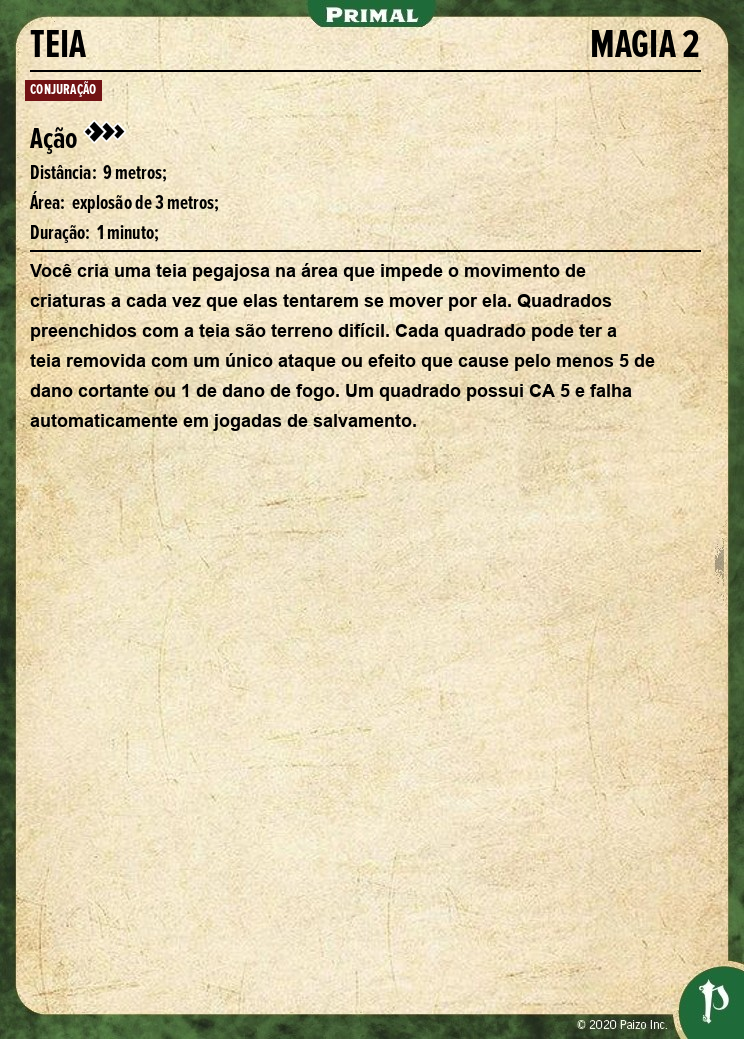 PRIMAL
TEIA MAGIA 2
CONJURAÇÃO
Ação
Distância: 9 metros;
Área: explosão de 3 metros;
Duração: 1 minuto;
Você cria uma teia pegajosa na área que impede o movimento de
criaturas a cada vez que elas tentarem se mover por ela. Quadrados
preenchidos com a teia são terreno difícil. Cada quadrado pode ter a
teia removida com um único ataque ou efeito que cause pelo menos 5 de
dano cortante ou 1 de dano de fogo. Um quadrado possui CA 5 e falha
automaticamente em jogadas de salvamento.
© 2020 Paizo Inc.